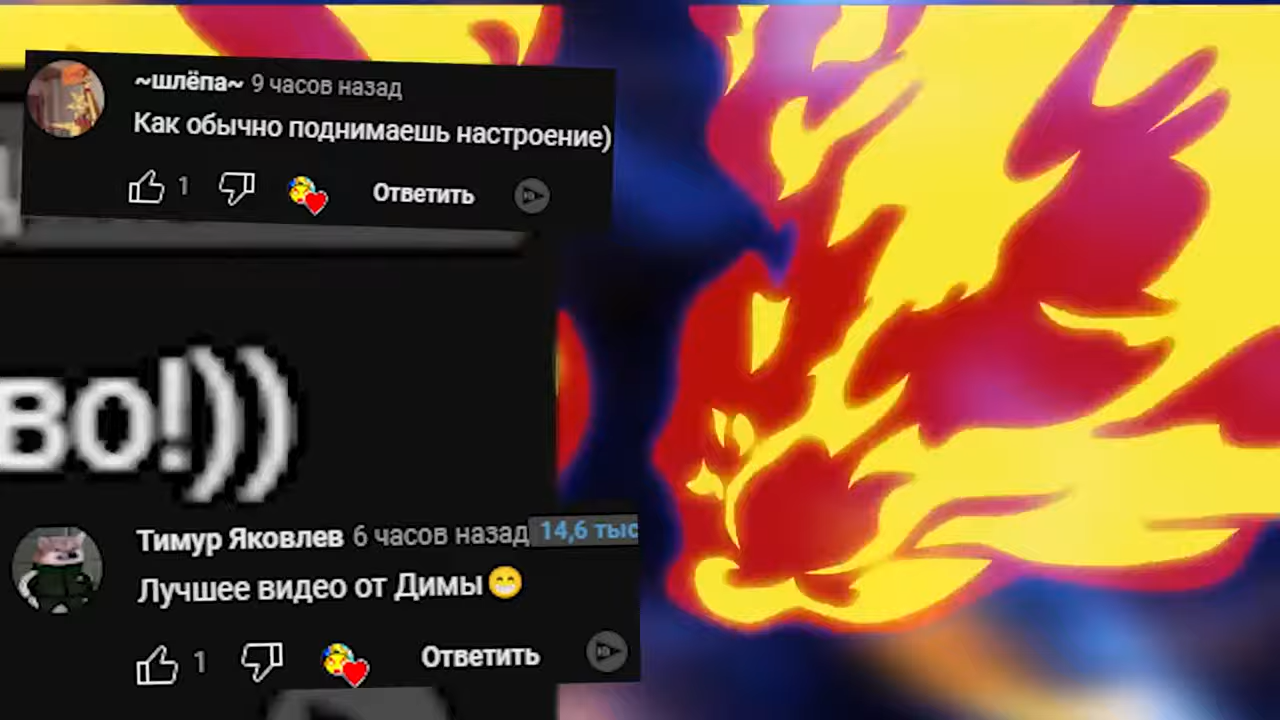 ~шлёпа~ 9 часов назад
Как обычно поднимаешь настроение)
1 Ответить
во!))
Тимур Яковлев 6 часов назад 14,6 тыс
Лучшее видео от Димы😁
1 Ответить